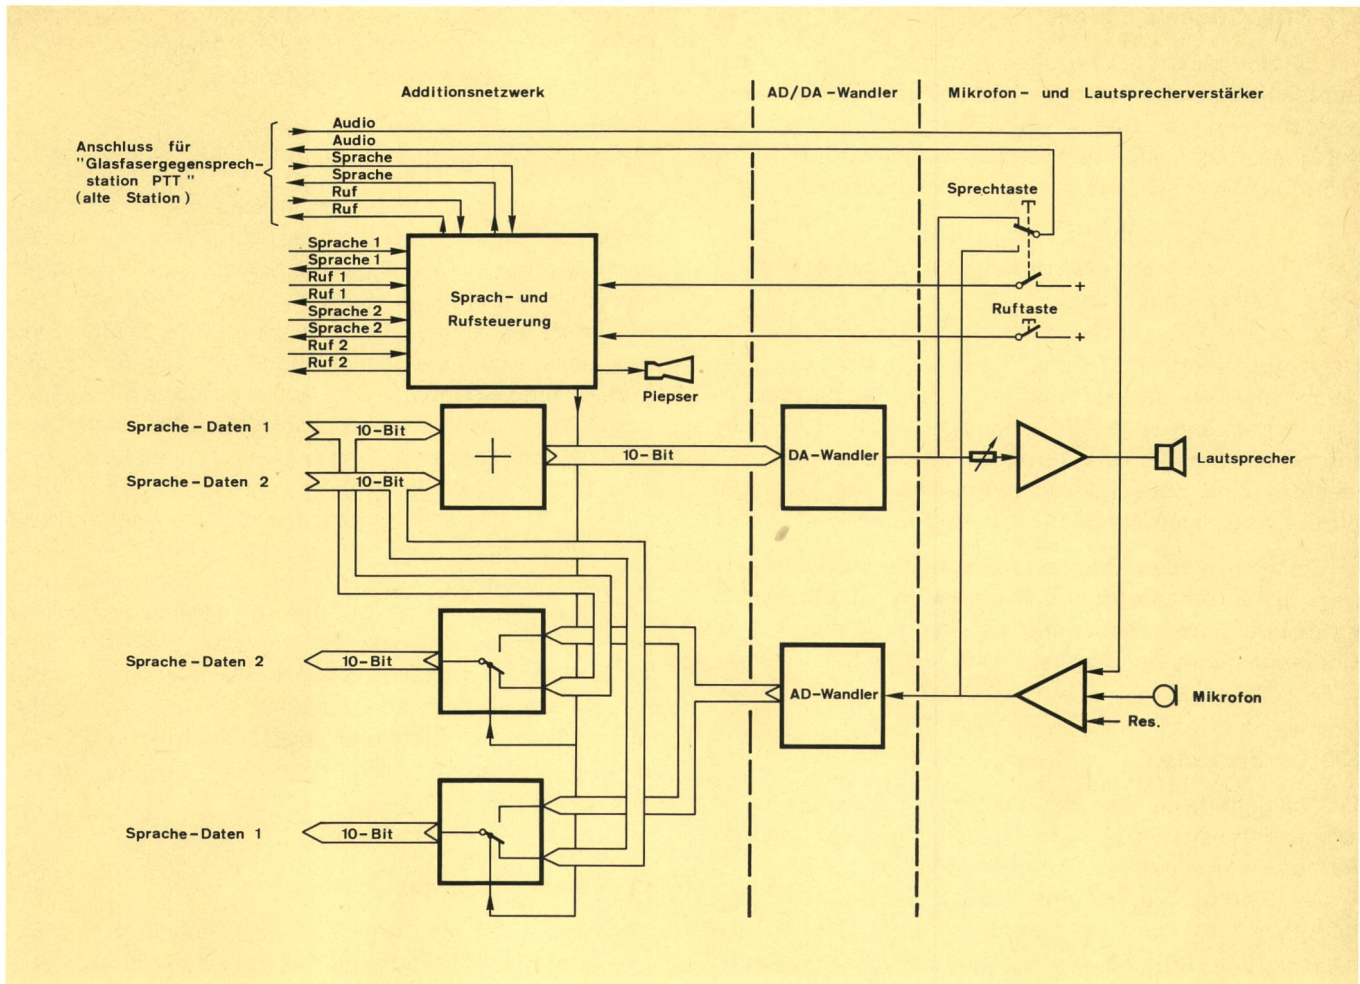 Additionsnetzwerk
AD/DA-Wandler
Mikrofon- und Lautsprecherverstärker
Anschluss für
"Glasfasergegensprech-
station PTT"
(alte Station)
Audio
Audio
Sprache
Sprache
Ruf
Ruf
Sprache 1
Sprache 1
Ruf 1
Ruf 1
Sprache 2
Sprache 2
Ruf 2
Ruf 2
Sprach- und
Rufsteuerung
Sprechtaste
+
Ruftaste
+
Piepser
Sprache-Daten 1
10-Bit
Sprache-Daten 2
10-Bit
+
10-Bit
DA-Wandler
Lautsprecher
Sprache-Daten 2
10-Bit
AD-Wandler
Mikrofon
Res.
Sprache-Daten 1
10-Bit